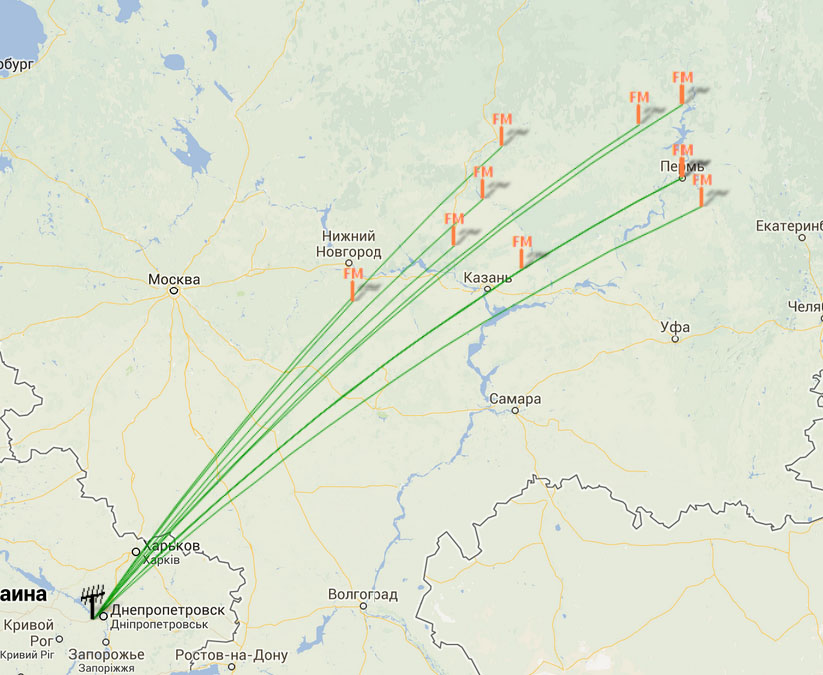 обург
FM
FM
FM
FM
Пермь
FM
FM
FM
Екатеринб
Нижний
Новгород
FM
FM
Казань
Москва
Челя
Уфа
Самара
Харьков
Харків
аина
Волгоград
Днепропетровск
Дніпропетровськ
Кривой
Рог
Кривий Ріг
Запорожье
Запоріжжя
Ростов-на-Дону